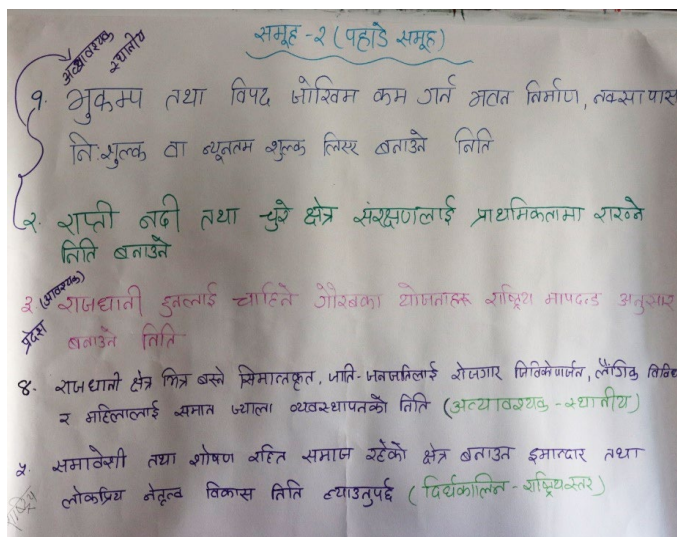 समूह -२ (पहाडे समूह)
अत्यावश्यक
स्थानीय
१. भुकम्प तथा विपद जोखिम कम गर्न भवन निर्माण, नक्सा पास
नि:शुल्क वा न्यूनतम शुल्क लिएर बनाउने निति
२. राप्ती नदी तथा चुरे क्षेत्र संरक्षणलाई प्राथमिकतामा राख्ने
निति बनाउने
(आवश्यक)
प्रदेश
३. राजधानी हुनलाई चाहिने गौरबका योजनाहरू राष्ट्रिय मापदण्ड अनुसार
बनाउने निति
४. राजधानी क्षेत्र भित्र बस्ने सिमान्तकृत, जाति-जनजातिलाई रोजगार जिविकोपार्जन, लैंगिक
र महिलालाई समान ज्याला व्यवस्थापनको निति (अत्यावश्यक - स्थानीय)
५. समावेशी तथा शोषण रहित समाज रहेको क्षेत्र बनाउन इमान्दार तथा
लोकप्रिय नेतृत्व विकास निति ल्याउनुपर्छ (दिर्घकालिन - राष्ट्रियस्तर)